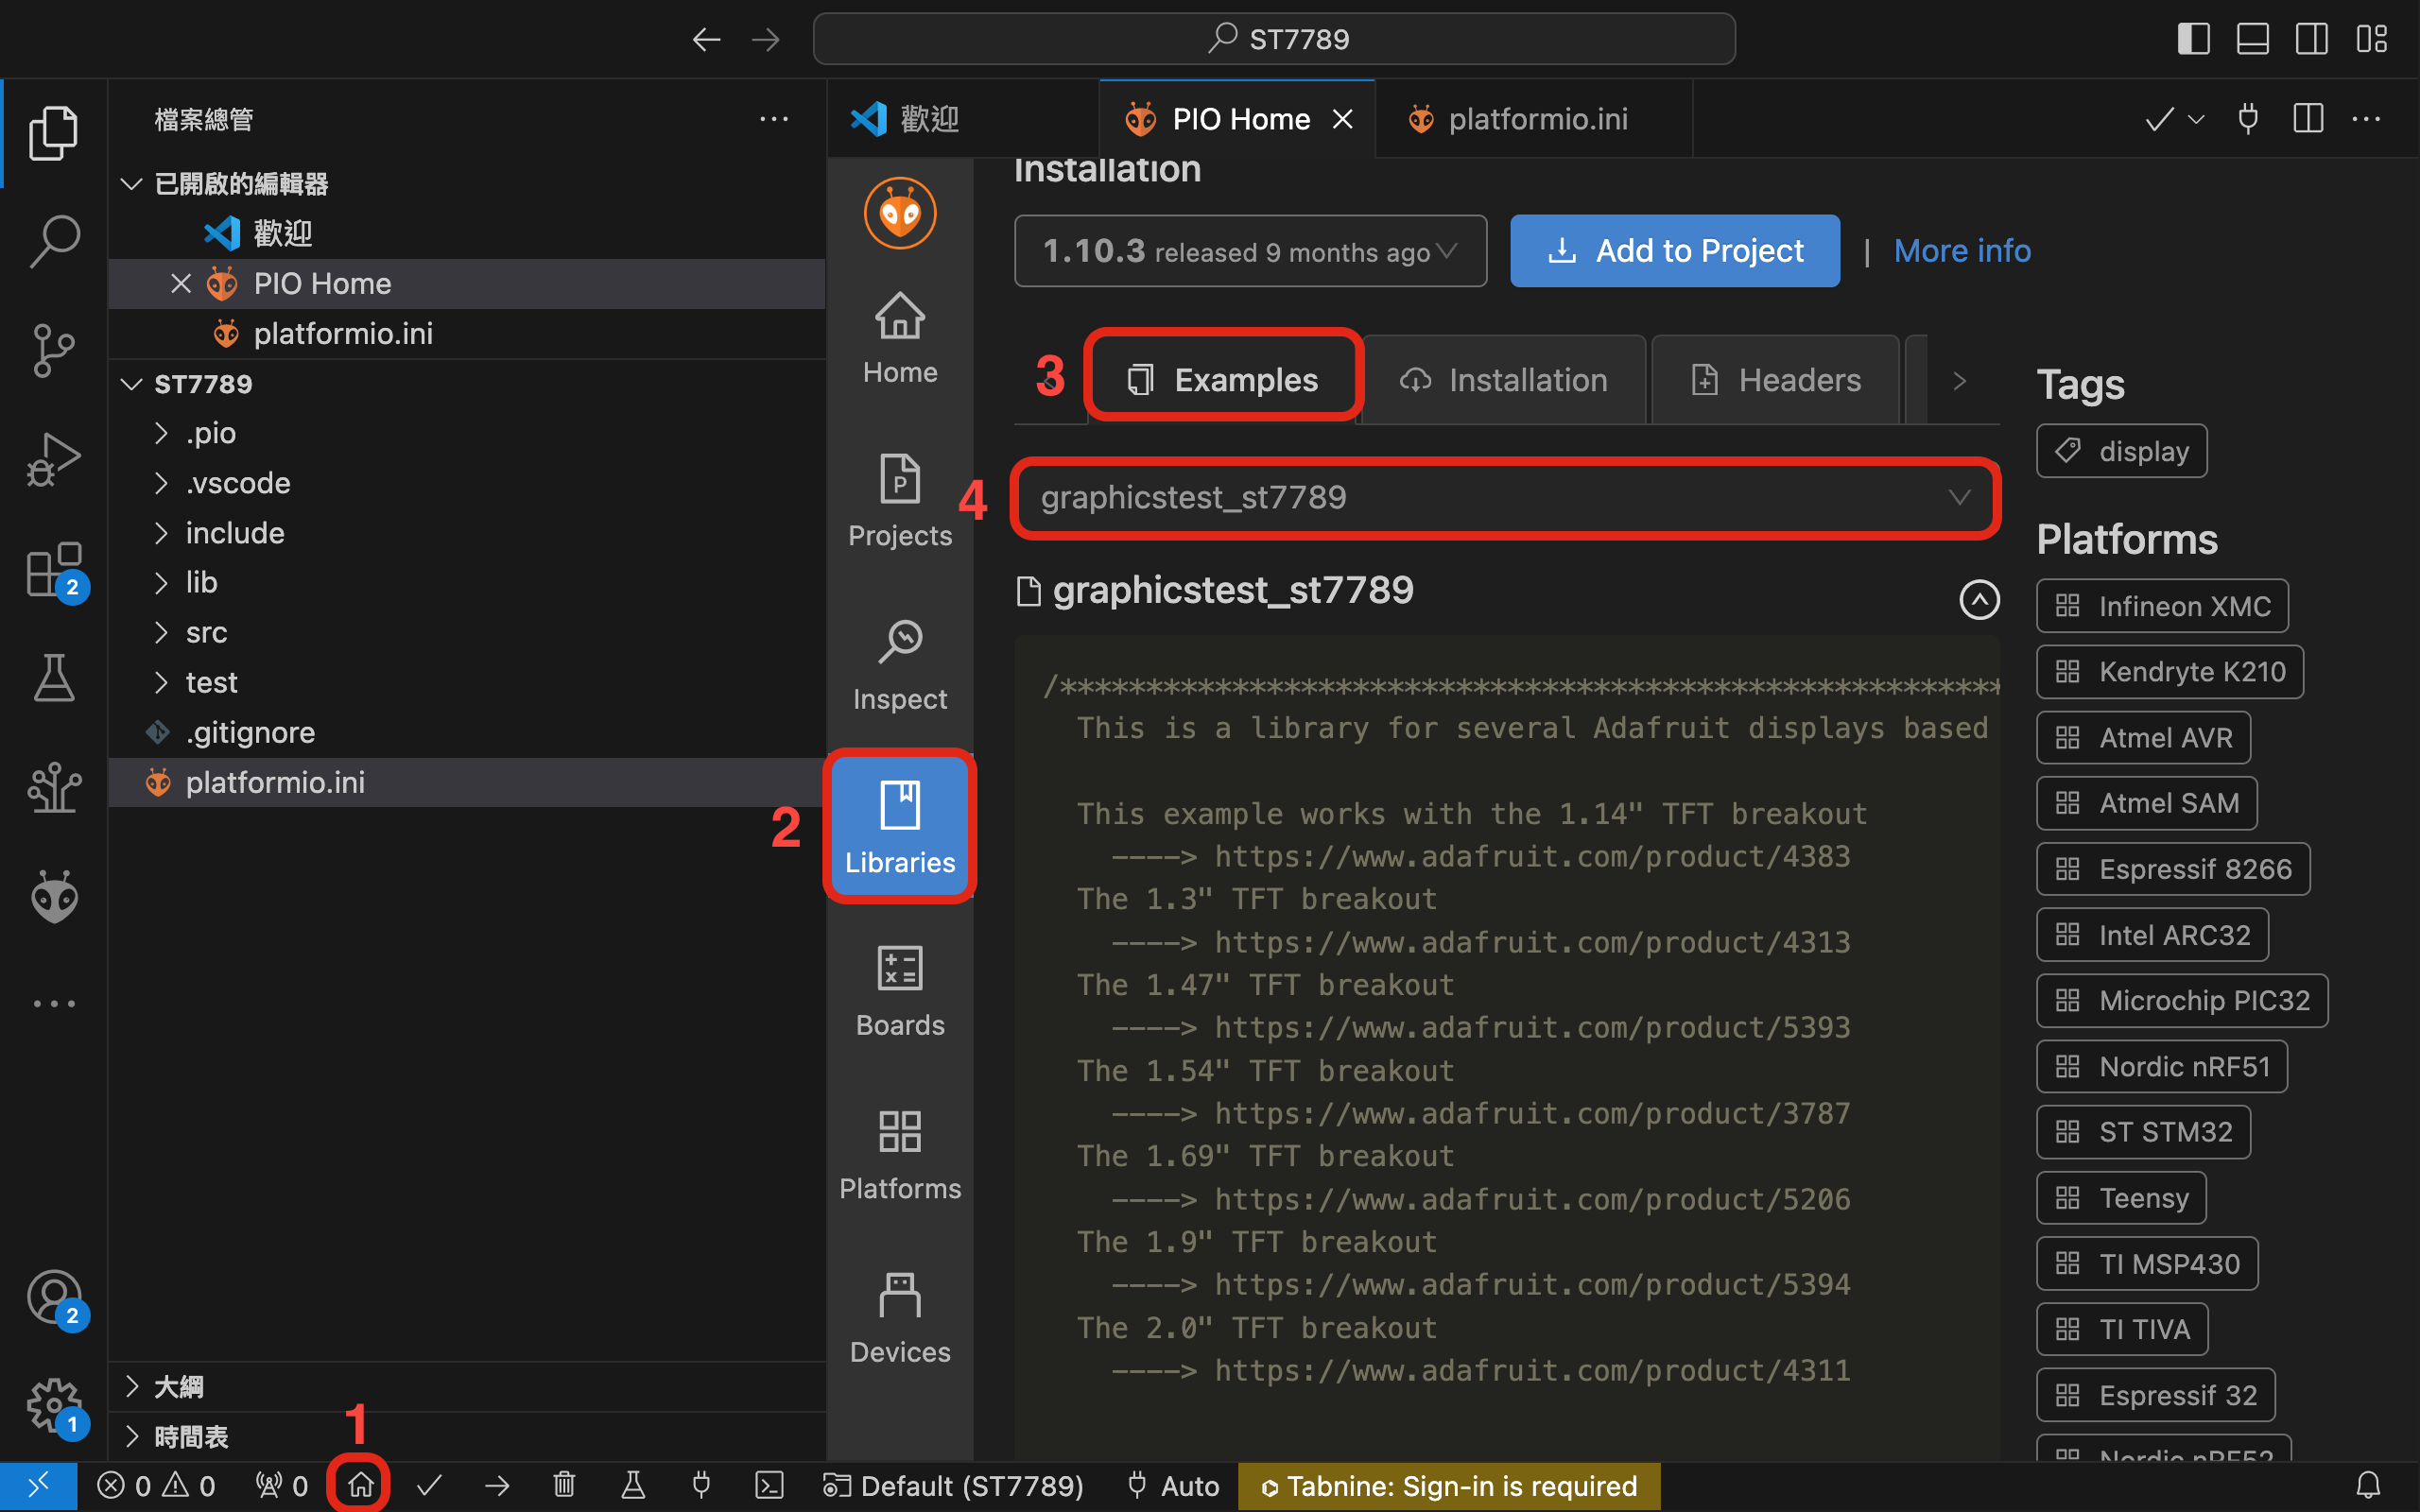 ST7789
檔案總管
已開啟的編輯器
歡迎
PIO Home
platformio.ini
ST7789
.pio
.vscode
include
lib
src
test
.gitignore
platformio.ini
大綱
時間表
2
2
1
歡迎
PIO Home
platformio.ini
Home
Projects
Inspect
2
Libraries
Boards
Platforms
Devices
Installation
1.10.3 released 9 months ago
Add to Project
| More info
3
Examples
Installation
Headers
4
graphicstest_st7789
graphicstest_st7789
/*******************************************************
This is a library for several Adafruit displays based
This example works with the 1.14" TFT breakout
----> https://www.adafruit.com/product/4383
The 1.3" TFT breakout
----> https://www.adafruit.com/product/4313
The 1.47" TFT breakout
----> https://www.adafruit.com/product/5393
The 1.54" TFT breakout
----> https://www.adafruit.com/product/3787
The 1.69" TFT breakout
----> https://www.adafruit.com/product/5206
The 1.9" TFT breakout
----> https://www.adafruit.com/product/5394
The 2.0" TFT breakout
----> https://www.adafruit.com/product/4311
Tags
display
Platforms
Infineon XMC
Kendryte K210
Atmel AVR
Atmel SAM
Espressif 8266
Intel ARC32
Microchip PIC32
Nordic nRF51
ST STM32
Teensy
TI MSP430
TI TIVA
Espressif 32
Nordic nRF52
1
0 0 0 Default (ST7789) Auto Tabnine: Sign-in is required